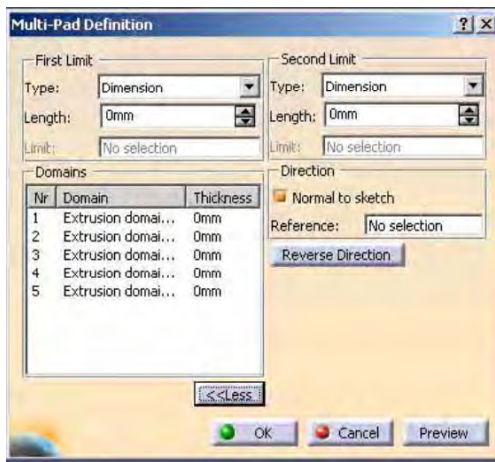 Multi-Pad Definition
First Limit
Type: Dimension
Length: 0mm
Limit: No selection
Second Limit
Type: Dimension
Length: 0mm
Limit: No selection
Domains
Nr Domain Thickness
1 Extrusion domai... 0mm
2 Extrusion domai... 0mm
3 Extrusion domai... 0mm
4 Extrusion domai... 0mm
5 Extrusion domai... 0mm
<<Less
Direction
Normal to sketch
Reference: No selection
Reverse Direction
OK Cancel Preview